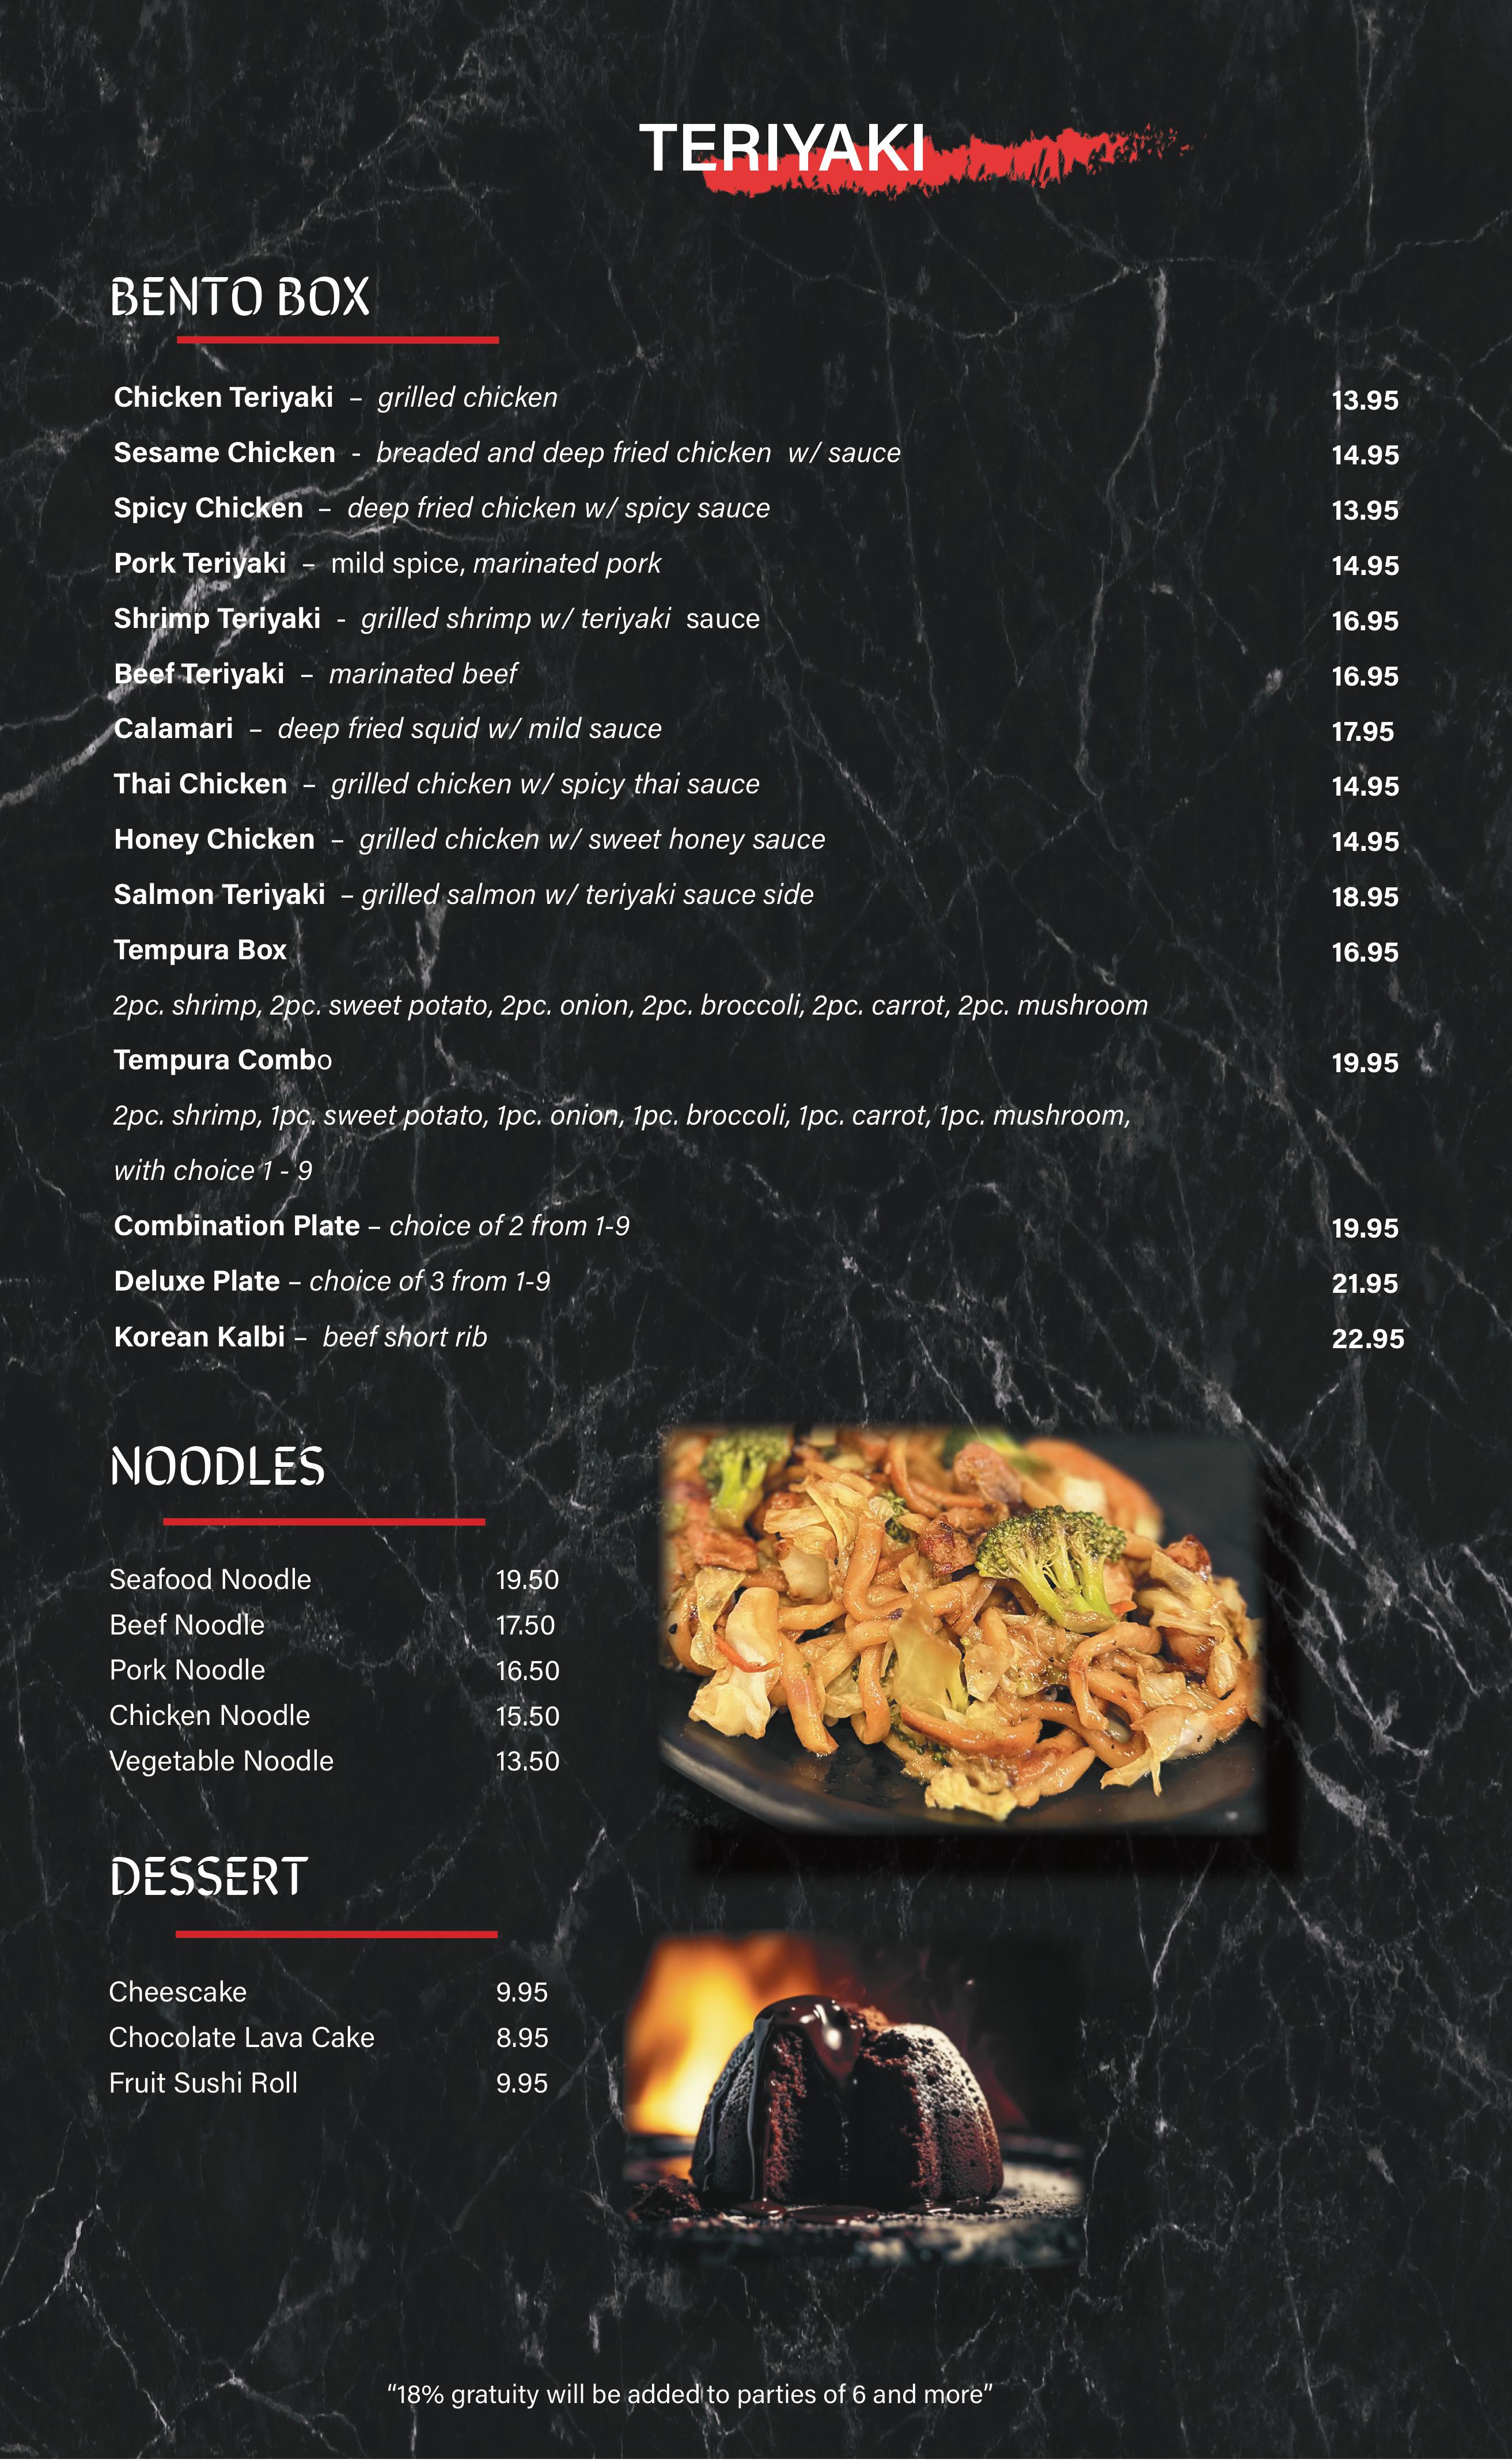 TERIYAKI
BENTO BOX
Chicken Teriyaki – grilled chicken 13.95
Sesame Chicken - breaded and deep fried chicken w/ sauce 14.95
Spicy Chicken – deep fried chicken w/ spicy sauce 13.95
Pork Teriyaki – mild spice, marinated pork 14.95
Shrimp Teriyaki - grilled shrimp w/ teriyaki sauce 16.95
Beef Teriyaki – marinated beef 16.95
Calamari – deep fried squid w/ mild sauce 17.95
Thai Chicken – grilled chicken w/ spicy thai sauce 14.95
Honey Chicken – grilled chicken w/ sweet honey sauce 14.95
Salmon Teriyaki – grilled salmon w/ teriyaki sauce side 18.95
Tempura Box 16.95
2pc. shrimp, 2pc. sweet potato, 2pc. onion, 2pc. broccoli, 2pc. carrot, 2pc. mushroom
Tempura Combo 19.95
2pc. shrimp, 1pc. sweet potato, 1pc. onion, 1pc. broccoli, 1pc. carrot, 1pc. mushroom,
with choice 1 - 9
Combination Plate – choice of 2 from 1-9 19.95
Deluxe Plate – choice of 3 from 1-9 21.95
Korean Kalbi – beef short rib 22.95
NOODLES
Seafood Noodle 19.50
Beef Noodle 17.50
Pork Noodle 16.50
Chicken Noodle 15.50
Vegetable Noodle 13.50
DESSERT
Cheescake 9.95
Chocolate Lava Cake 8.95
Fruit Sushi Roll 9.95
“18% gratuity will be added to parties of 6 and more”